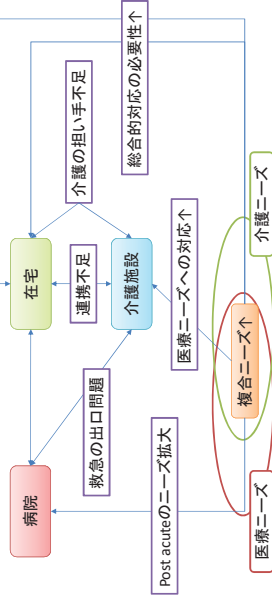 病院
在宅
介護施設
救急の出口問題
連携不足
介護の担い手不足
総合的対応の必要性↑
Post acuteのニーズ拡大
医療ニーズへの対応↑
複合ニーズ↑
医療ニーズ
介護ニーズ